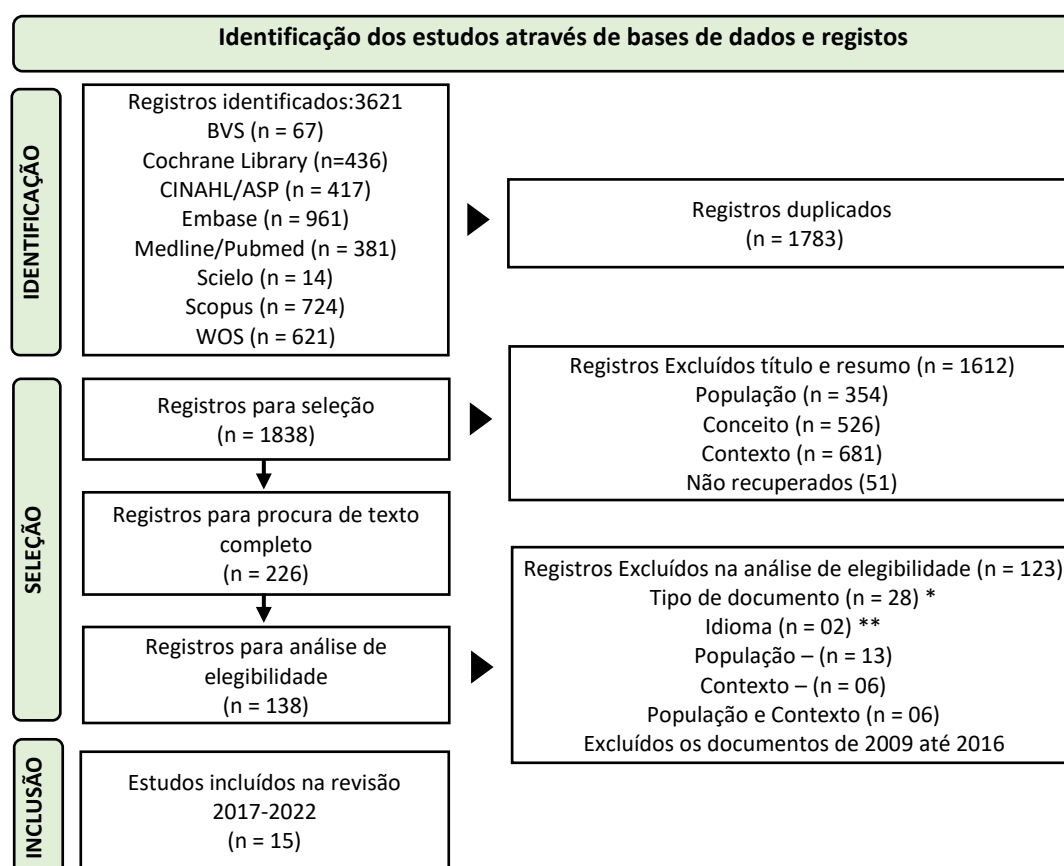 Identificação dos estudos através de bases de dados e registos
IDENTIFICAÇÃO
Registros identificados:3621
BVS (n = 67)
Cochrane Library (n=436)
CINAHL/ASP (n = 417)
Embase (n = 961)
Medline/Pubmed (n = 381)
Scielo (n = 14)
Scopus (n = 724)
WOS (n = 621)
Registros duplicados
(n = 1783)
SELEÇÃO
Registros para seleção
(n = 1838)
Registros Excluídos título e resumo (n = 1612)
População (n = 354)
Conceito (n = 526)
Contexto (n = 681)
Não recuperados (51)
Registros para procura de texto
completo
(n = 226)
Registros para análise de
elegibilidade
(n = 138)
Registros Excluídos na análise de elegibilidade (n = 123)
Tipo de documento (n = 28) *
Idioma (n = 02) **
População – (n = 13)
Contexto – (n = 06)
População e Contexto (n = 06)
Excluídos os documentos de 2009 até 2016
INCLUSÃO
Estudos incluídos na revisão
2017-2022
(n = 15)